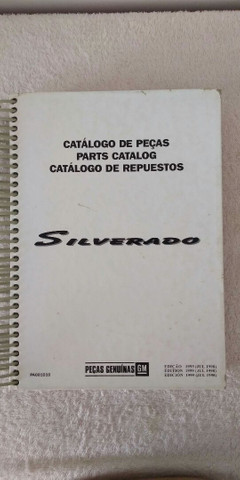 CATÁLOGO DE PEÇAS
PARTS CATALOG
CATÁLOGO DE REPUESTOS
SILVERADO
PEÇAS GENUÍNAS GM